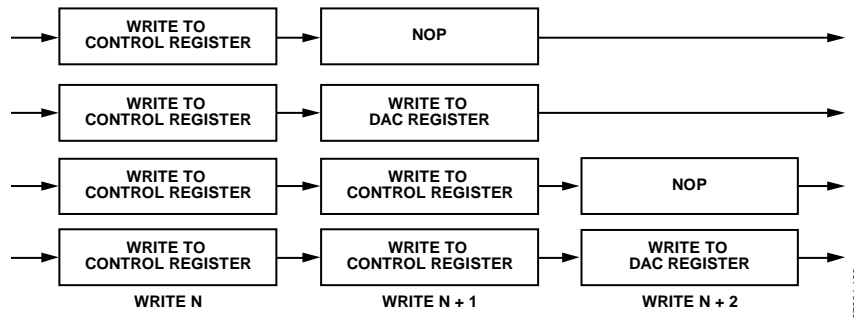 WRITE TO
CONTROL REGISTER
NOP
WRITE TO
CONTROL REGISTER
WRITE TO
DAC REGISTER
WRITE TO
CONTROL REGISTER
WRITE TO
CONTROL REGISTER
NOP
WRITE TO
CONTROL REGISTER
WRITE TO
CONTROL REGISTER
WRITE TO
DAC REGISTER
WRITE N
WRITE N + 1
WRITE N + 2